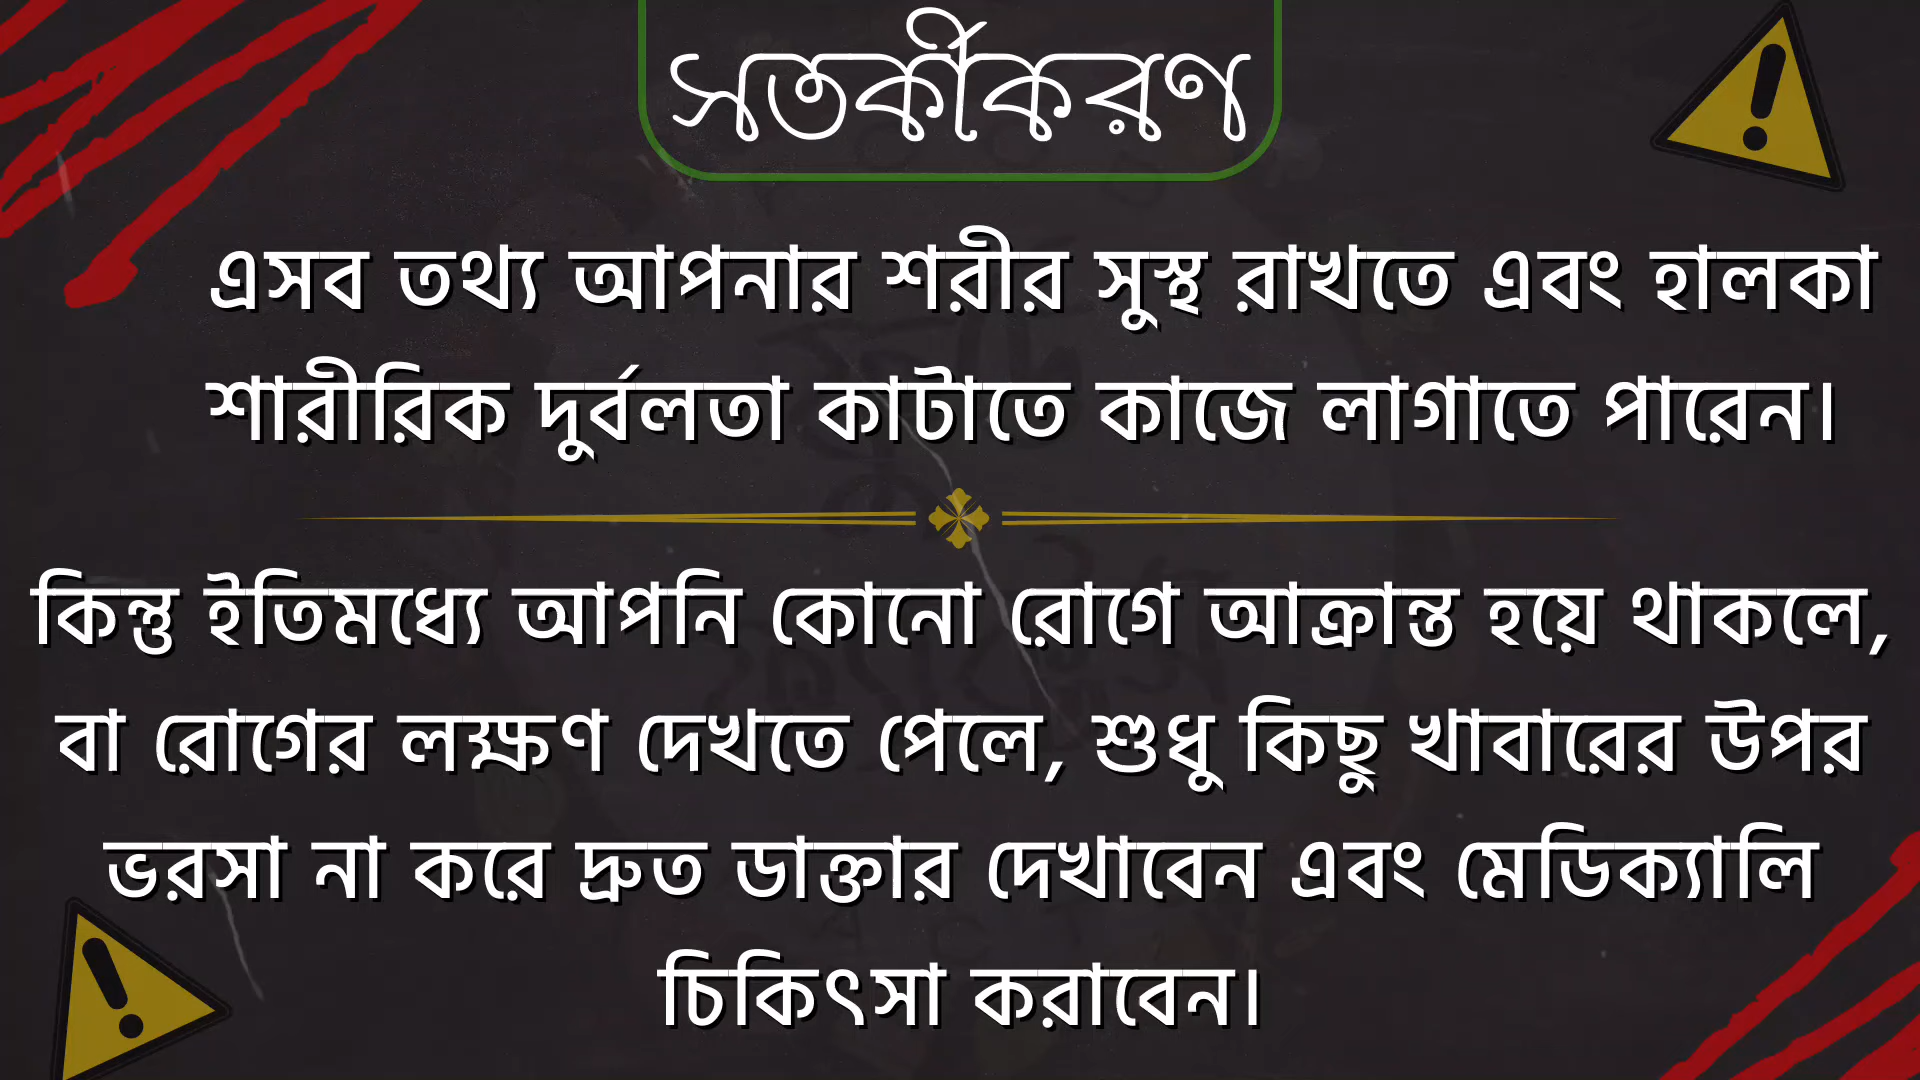 সতর্কীকরণ
এসব তথ্য আপনার শরীর সুস্থ রাখতে এবং হালকা
শারীরিক দুর্বলতা কাটাতে কাজে লাগাতে পারেন।
কিন্তু ইতিমধ্যে আপনি কোনো রোগে আক্রান্ত হয়ে থাকলে,
বা রোগের লক্ষণ দেখতে পেলে, শুধু কিছু খাবারের উপর
ভরসা না করে দ্রুত ডাক্তার দেখাবেন এবং মেডিক্যালি
চিকিৎসা করাবেন।